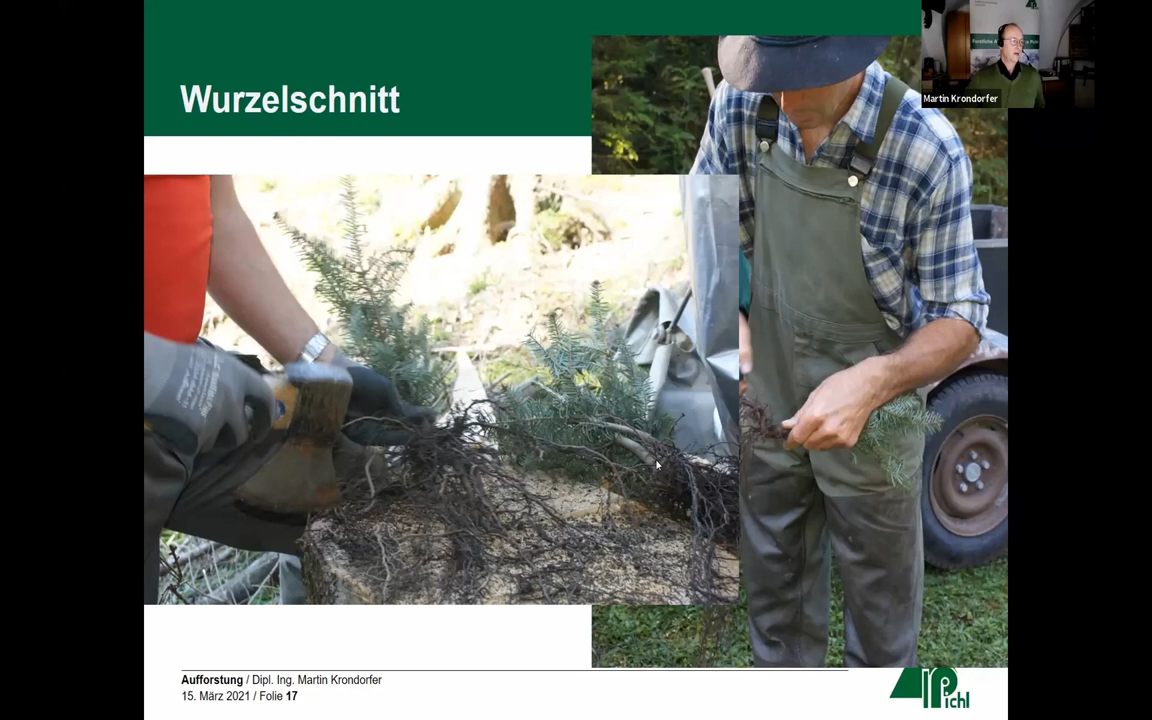 Wurzelschnitt
Martin Krondorfer
Aufforstung / Dipl. Ing. Martin Krondorfer
15. März 2021 / Folie 17
Pichl